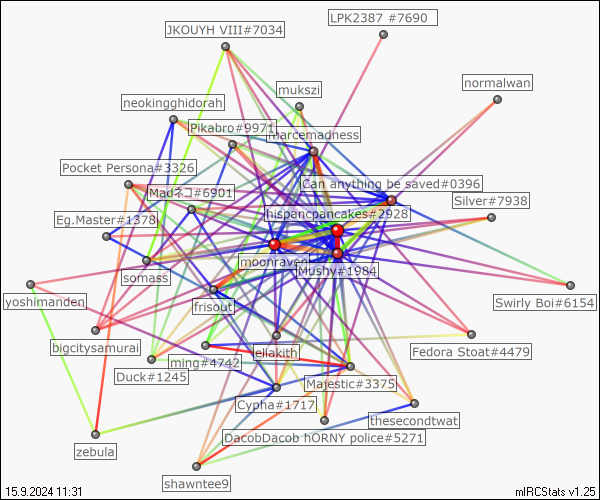 JKOUYH VIII#7034
LPK2387 #7690
normalwan
mukszi
neokingghidorah
Pikabro#9971
marcemadness
Pocket Persona#3326
Can anything be saved#0396
Madネコ#6901
Silver#7938
hispancpancakes#2928
Eg.Master#1378
moonraven
Mushy#1984
somass
yoshimanden
frisout
Swirly Boi#6154
bigcitysamurai
ellakith
Fedora Stoat#4479
ming#4742
Duck#1245
Majestic#3375
Cypha#1717
thesecondtwat
DacobDacob hORNY police#5271
zebula
shawntee9
15.9.2024 11:31
mIRCStats v1.25